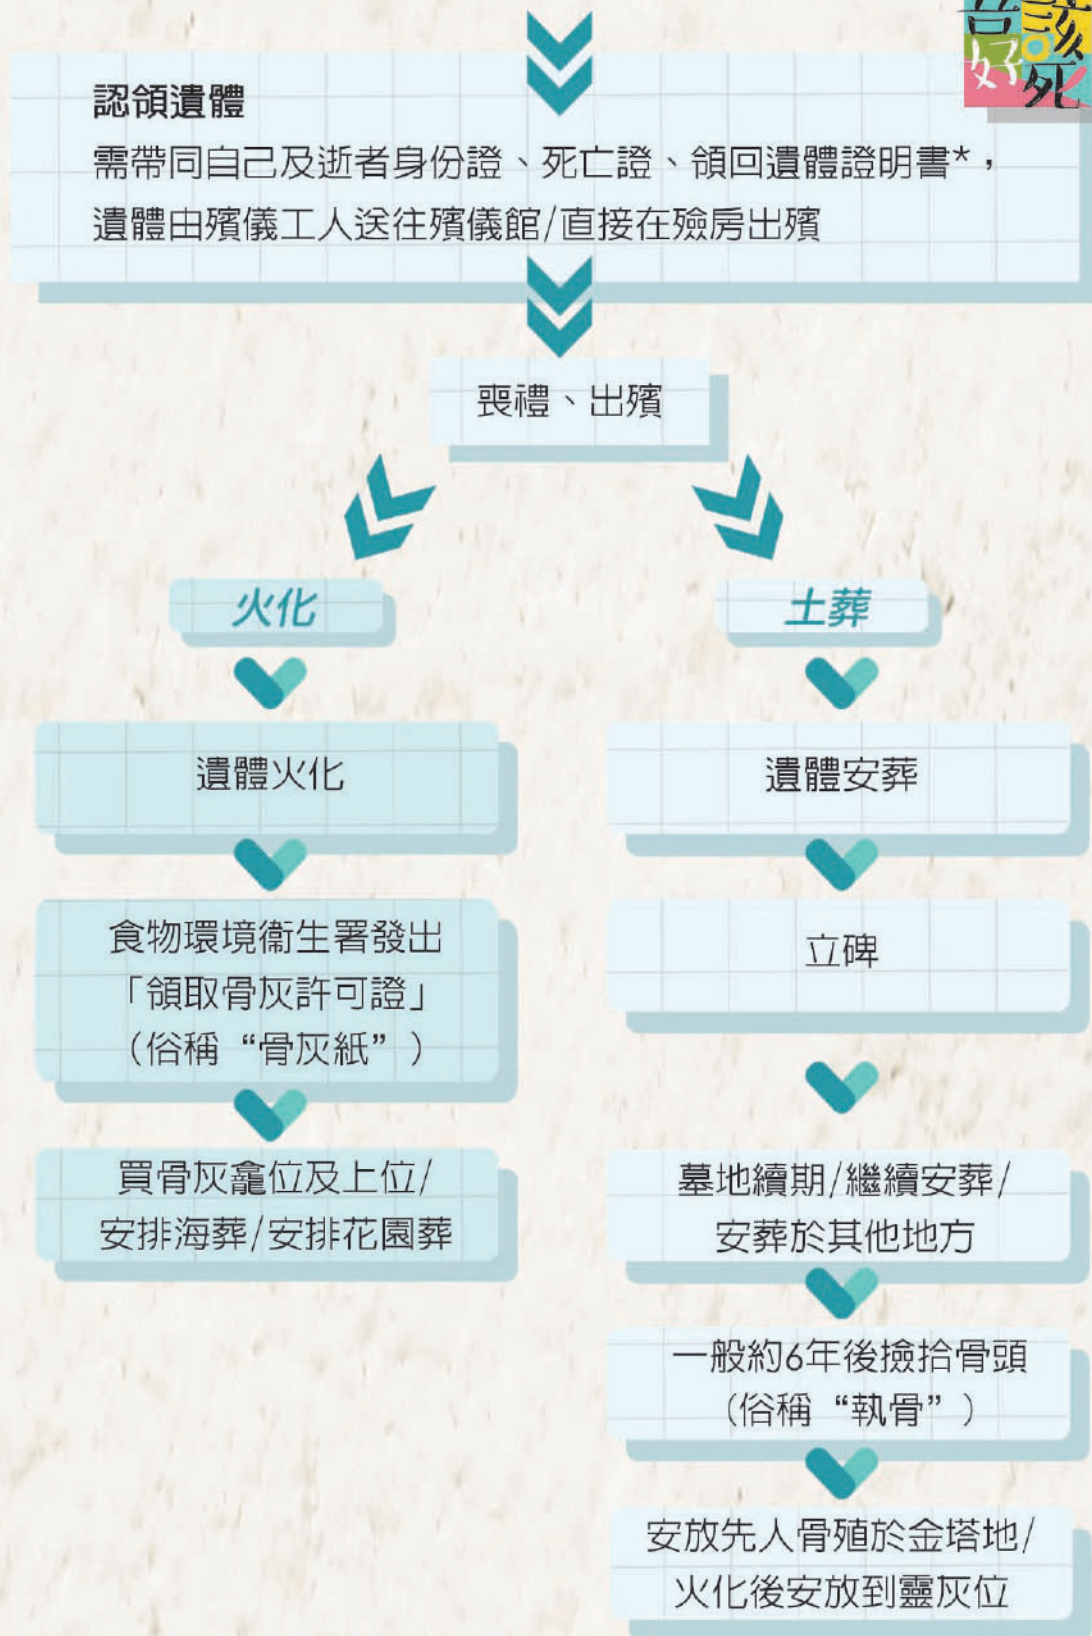 吾該
好死
認領遺體
需帶同自己及逝者身份證、死亡證、領回遺體證明書*，
遺體由殯儀工人送往殯儀館/直接在殮房出殯
喪禮、出殯
火化
遺體火化
食物環境衞生署發出
「領取骨灰許可證」
（俗稱“骨灰紙”）
買骨灰龕位及上位/
安排海葬/安排花園葬
土葬
遺體安葬
立碑
墓地續期/繼續安葬/
安葬於其他地方
一般約6年後撿拾骨頭
（俗稱“執骨”）
安放先人骨殖於金塔地/
火化後安放到靈灰位